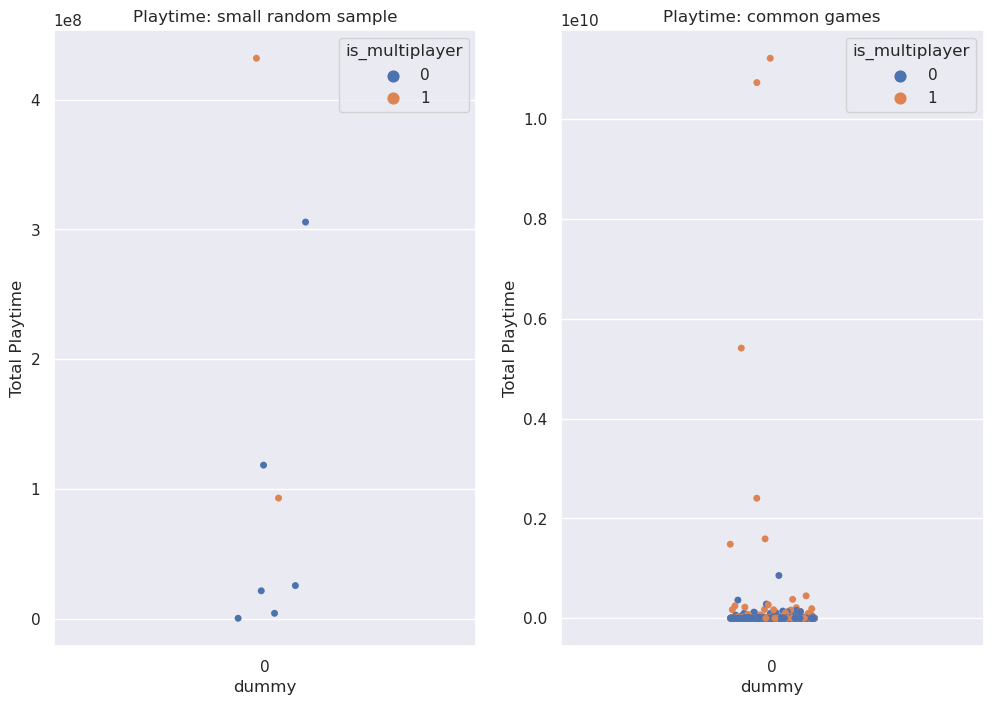 Playtime: small random sample
1e8
is_multiplayer
0
1
4
3
2
1
0
Total Playtime
0
dummy
Playtime: common games
1e10
is_multiplayer
0
1
1.0
0.8
0.6
0.4
0.2
0.0
Total Playtime
0
dummy